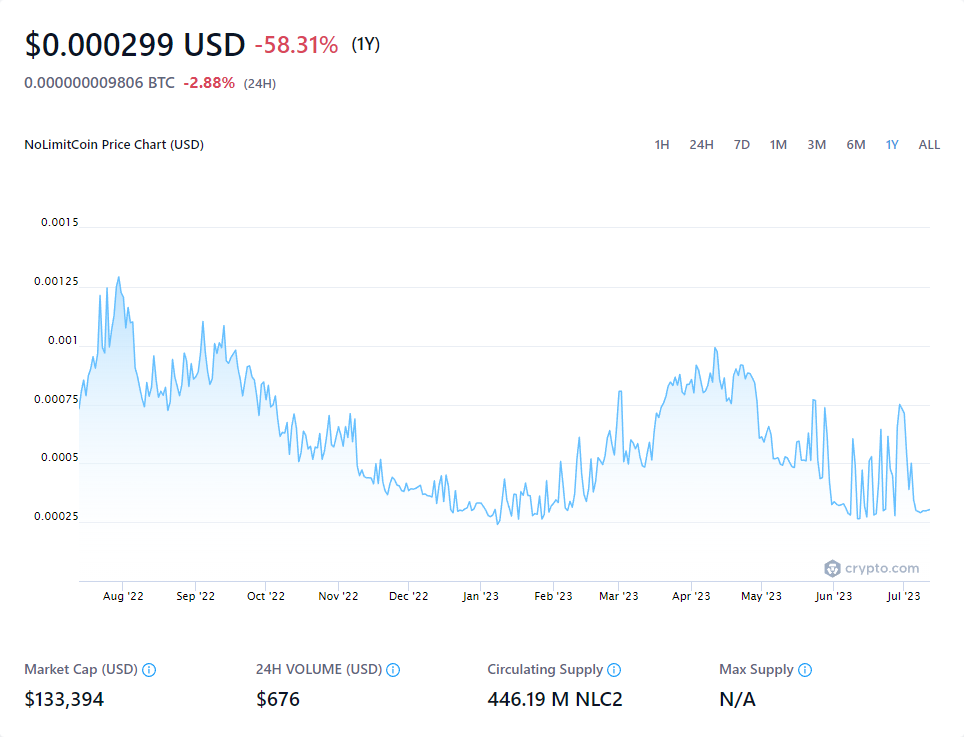 $0.000299 USD -58.31% (1Y)
0.000000009806 BTC -2.88% (24H)
NoLimitCoin Price Chart (USD) 1H 24H 7D 1M 3M 6M 1Y ALL
0.0015
0.00125
0.001
0.00075
0.0005
0.00025
crypto.com
Aug '22 Sep '22 Oct '22 Nov '22 Dec '22 Jan '23 Feb '23 Mar '23 Apr '23 May '23 Jun '23 Jul '23
Market Cap (USD) 24H VOLUME (USD) Circulating Supply Max Supply
$133,394 $676 446.19 M NLC2 N/A